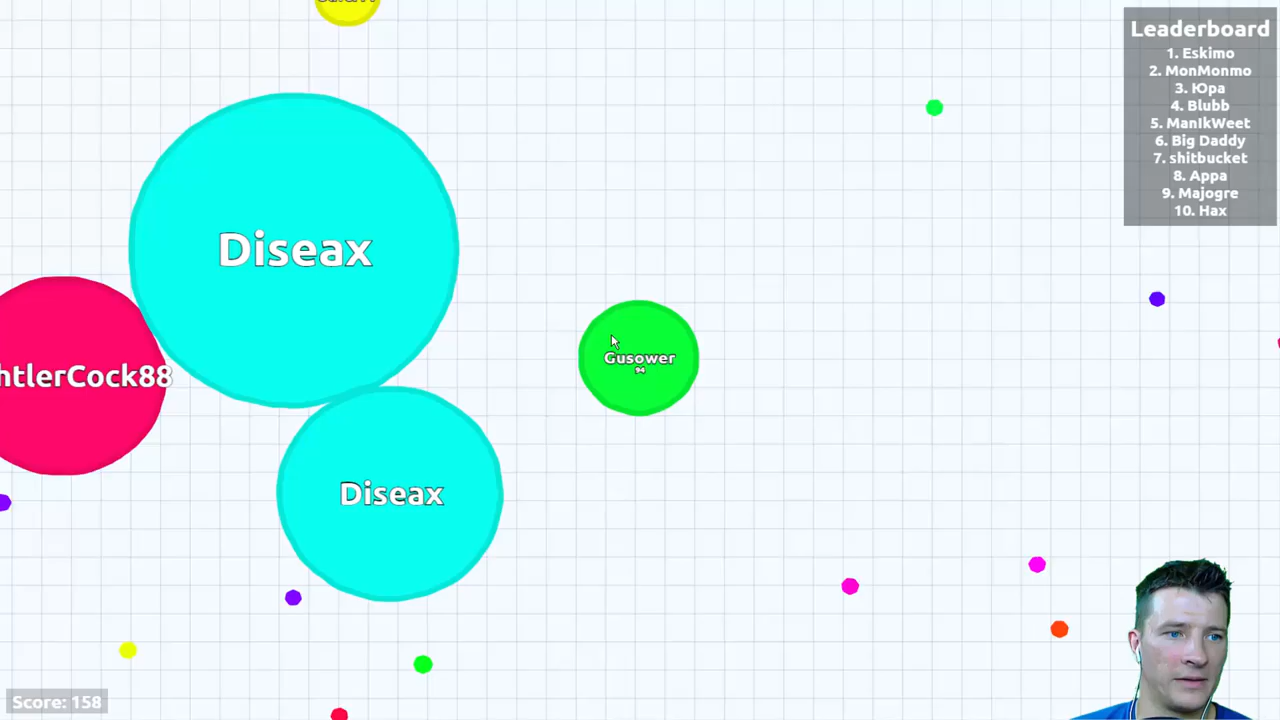 Leaderboard
1. Eskimo
2. MonMonmo
3. Юра
4. Blubb
5. ManIkWeet
6. Big Daddy
7. shitbucket
8. Appa
9. Majogre
10. Hax
Diseax
Gusower
94
htlerCock88
Diseax
Score: 158